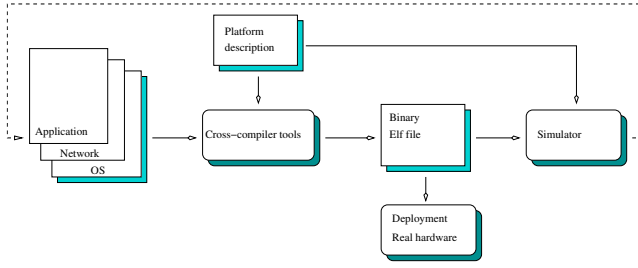 Platform
description
Application
Network
OS
Cross-compiler tools
Binary
Elf file
Simulator
Deployment
Real hardware